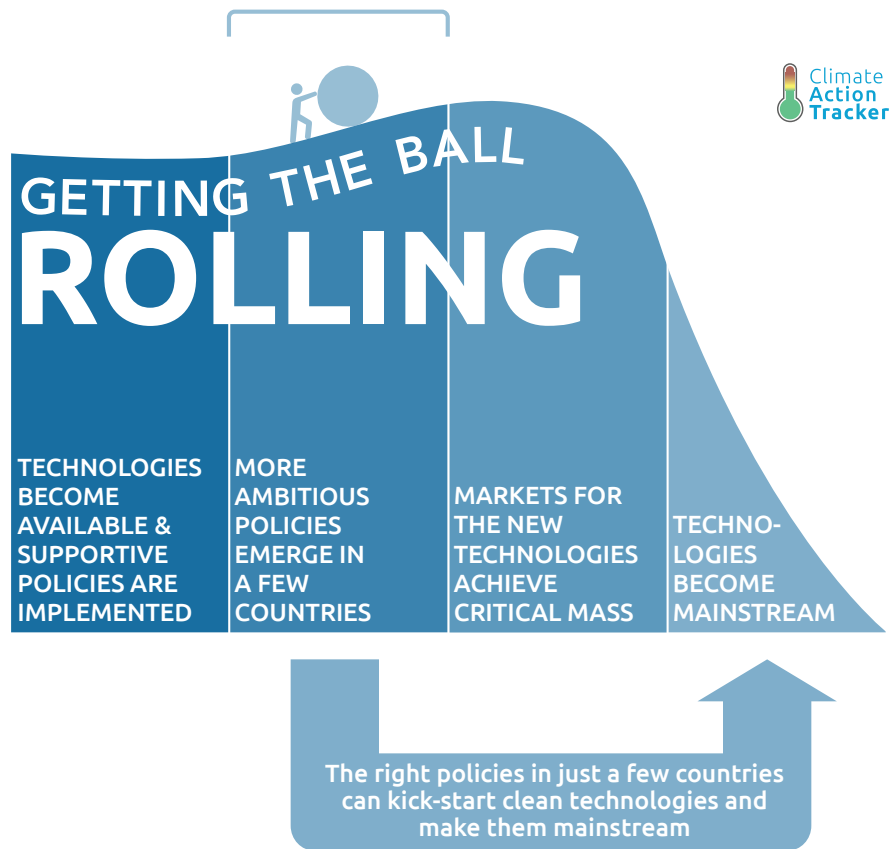 Climate
Action
Tracker
GETTING THE BALL
ROLLING
TECHNOLOGIES
BECOME
AVAILABLE &
SUPPORTIVE
POLICIES ARE
IMPLEMENTED
MORE
AMBITIOUS
POLICIES
EMERGE IN
A FEW
COUNTRIES
MARKETS FOR
THE NEW
TECHNOLOGIES
ACHIEVE
CRITICAL MASS
TECHNO-
LOGIES
BECOME
MAINSTREAM
The right policies in just a few countries
can kick-start clean technologies and
make them mainstream